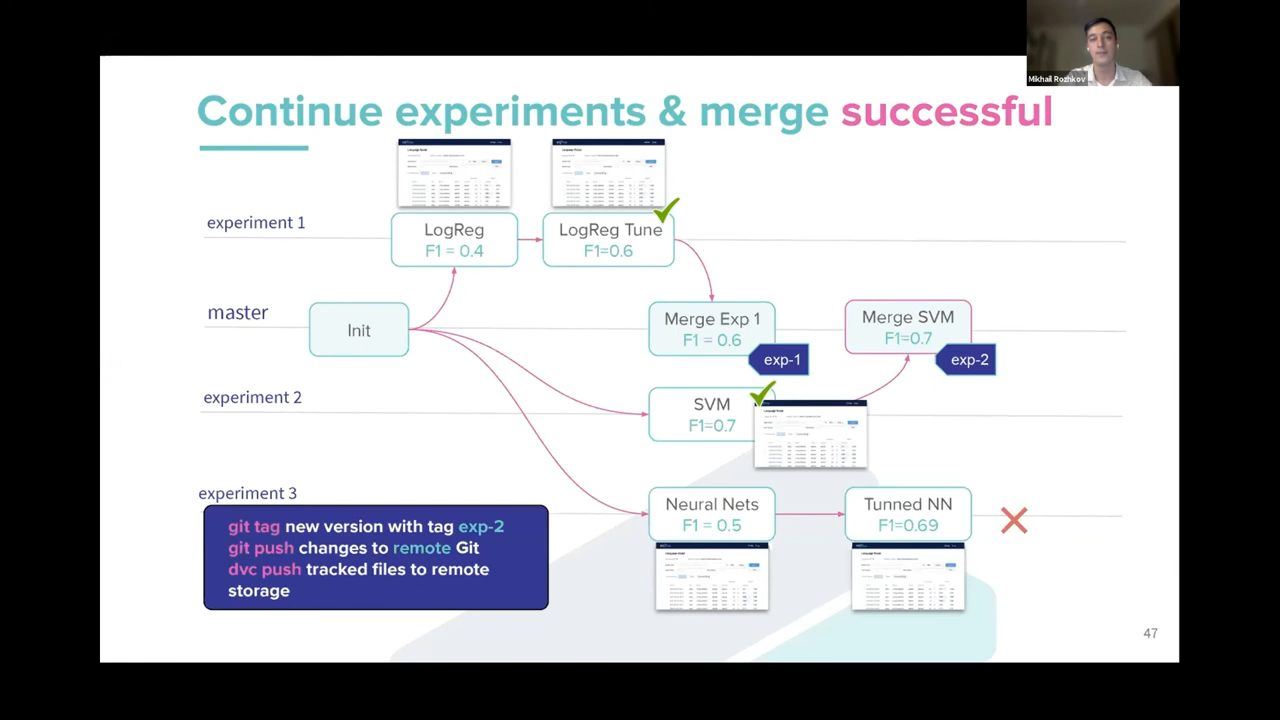 Mikhail Rozhkov
Continue experiments & merge successful
experiment 1
LogReg
F1 = 0.4
LogReg Tune
F1=0.6
master
Init
Merge Exp 1
F1 = 0.6
exp-1
Merge SVM
F1=0.7
exp-2
experiment 2
SVM
F1=0.7
experiment 3
Neural Nets
F1 = 0.5
Tunned NN
F1=0.69
git tag new version with tag exp-2
git push changes to remote Git
dvc push tracked files to remote
storage
47